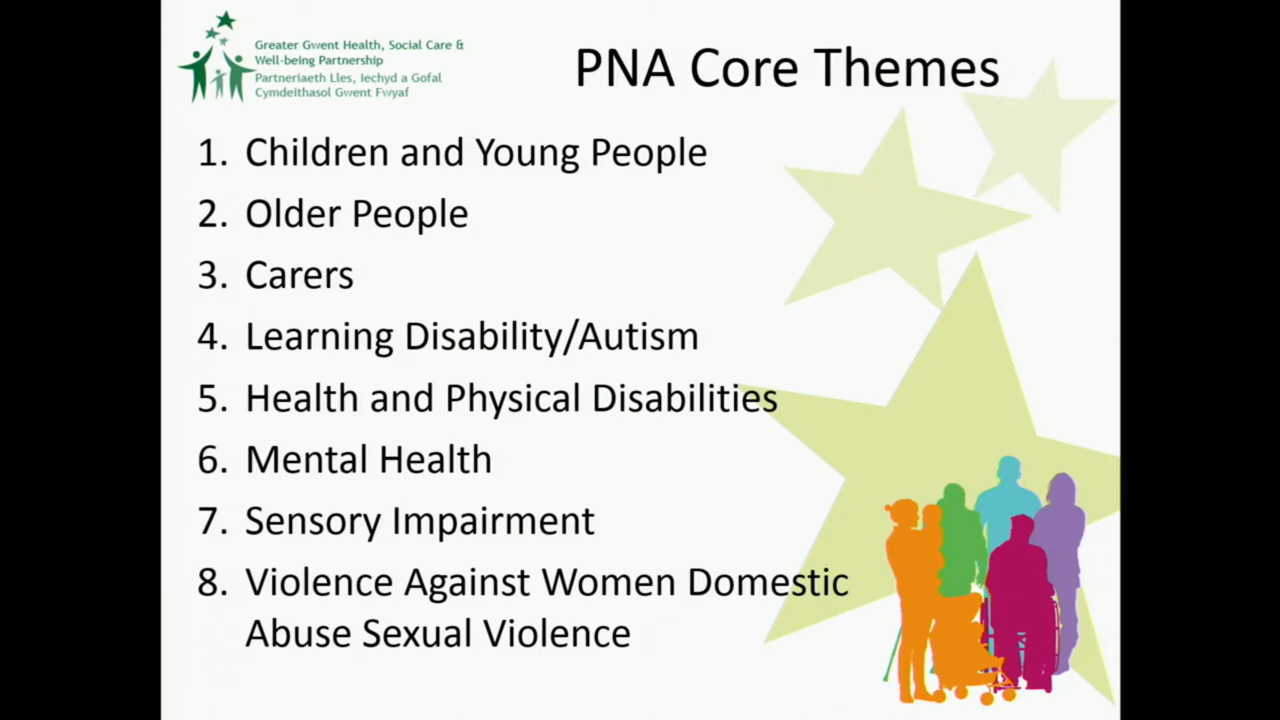 Greater Gwent Health, Social Care &
Well-being Partnership
Partneriaeth Lles, Iechyd a Gofal
Cymdeithasol Gwent Fwyaf
PNA Core Themes
1. Children and Young People
2. Older People
3. Carers
4. Learning Disability/Autism
5. Health and Physical Disabilities
6. Mental Health
7. Sensory Impairment
8. Violence Against Women Domestic
Abuse Sexual Violence